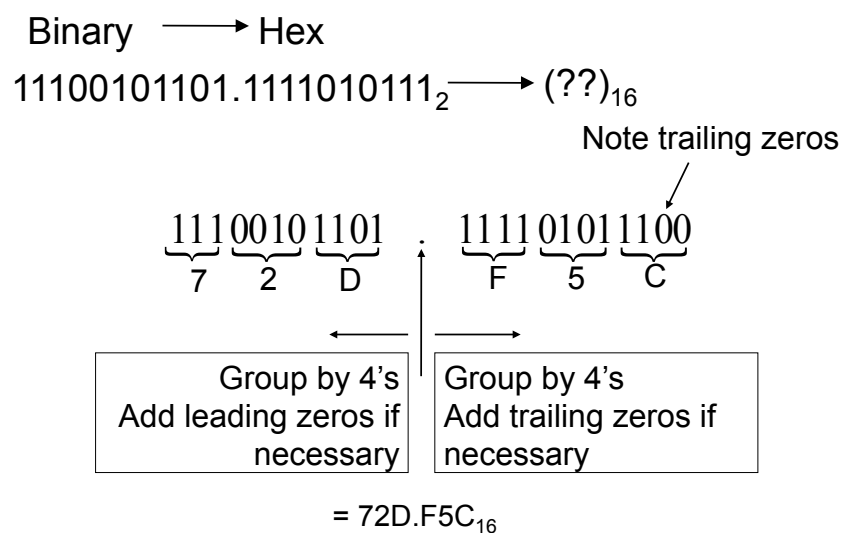 Binary → Hex
11100101101.1111010111₂ → (??)₁₆
Note trailing zeros
111 0010 1101 . 1111 0101 1100
7 2 D F 5 C
Group by 4's
Add leading zeros if
necessary
Group by 4's
Add trailing zeros if
necessary
= 72D.F5C₁₆